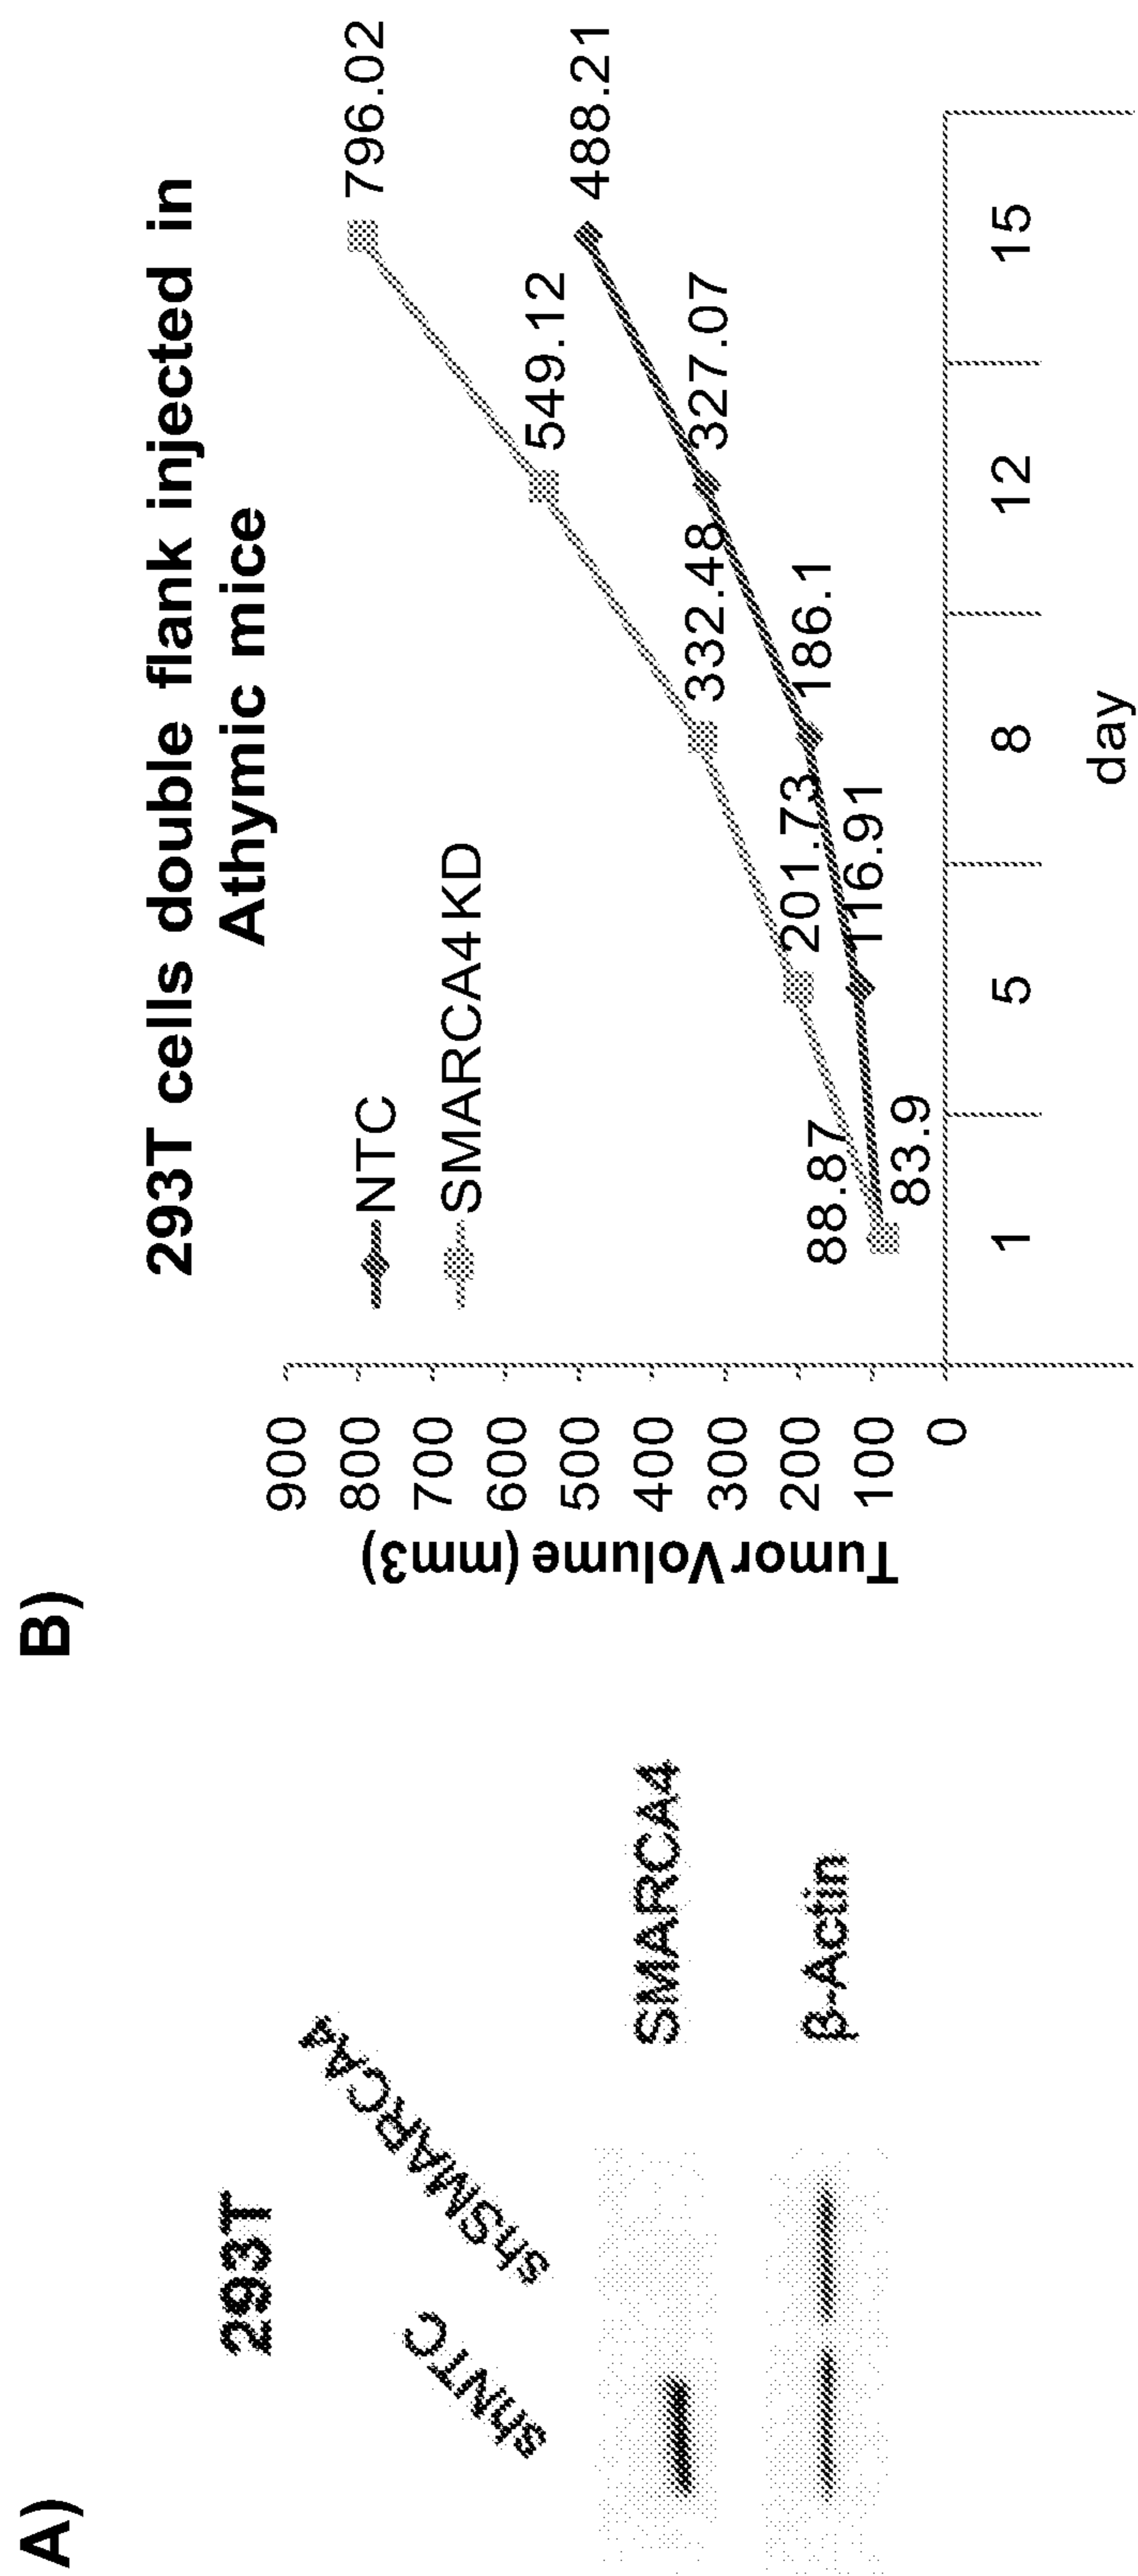 A)
293T
shNTC
shSMARCA4
SMARCA4
β-Actin
B)
293T cells double flank injected in
Athymic mice
NTC
SMARCA4 KD
Tumor Volume (mm3)
900
800
700
600
500
400
300
200
100
0
796.02
549.12
488.21
332.48
327.07
201.73
186.1
116.91
88.87
83.9
1
5
8
12
15
day